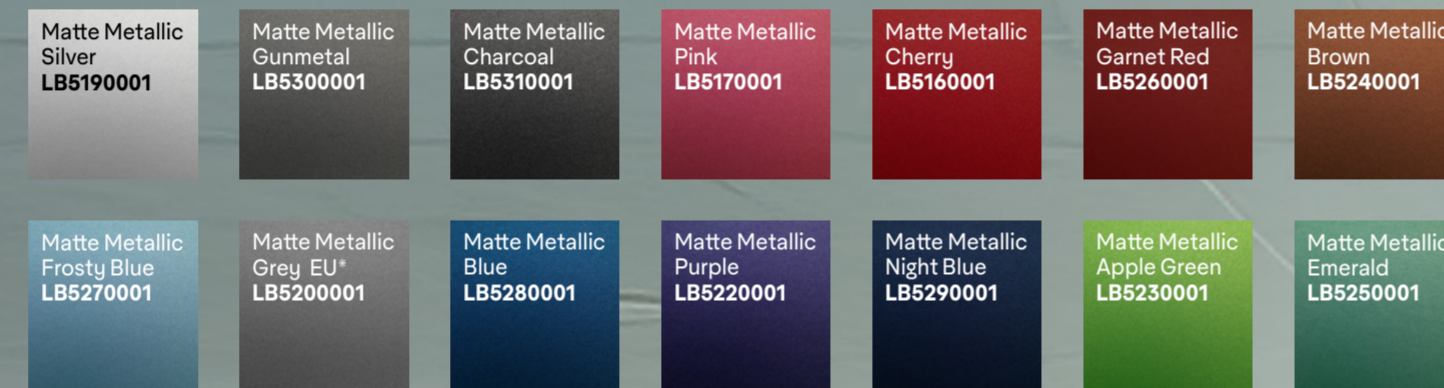 Matte Metallic
Silver
LB5190001
Matte Metallic
Gunmetal
LB5300001
Matte Metallic
Charcoal
LB5310001
Matte Metallic
Pink
LB5170001
Matte Metallic
Cherry
LB5160001
Matte Metallic
Garnet Red
LB5260001
Matte Metallic
Brown
LB5240001
Matte Metallic
Frosty Blue
LB5270001
Matte Metallic
Grey EU*
LB5200001
Matte Metallic
Blue
LB5280001
Matte Metallic
Purple
LB5220001
Matte Metallic
Night Blue
LB5290001
Matte Metallic
Apple Green
LB5230001
Matte Metallic
Emerald
LB5250001